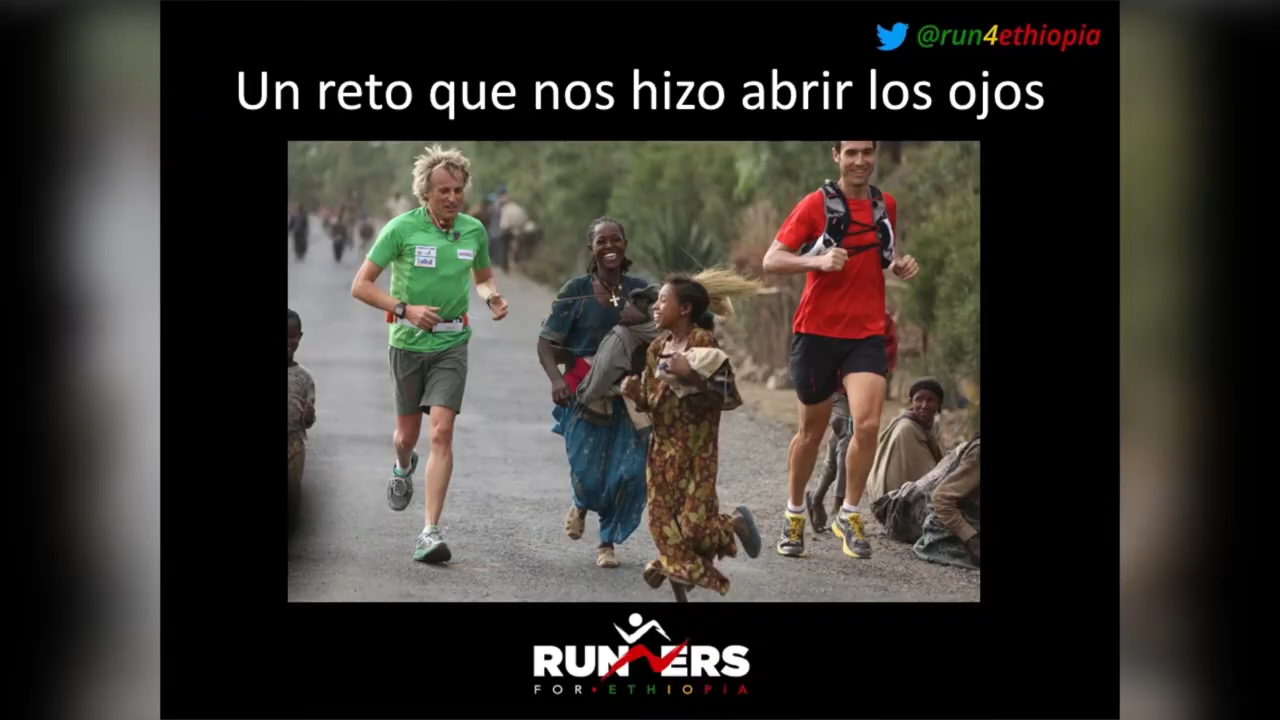 @run4ethiopia
Un reto que nos hizo abrir los ojos
RUNNERS
FOR•ETHIOPIA